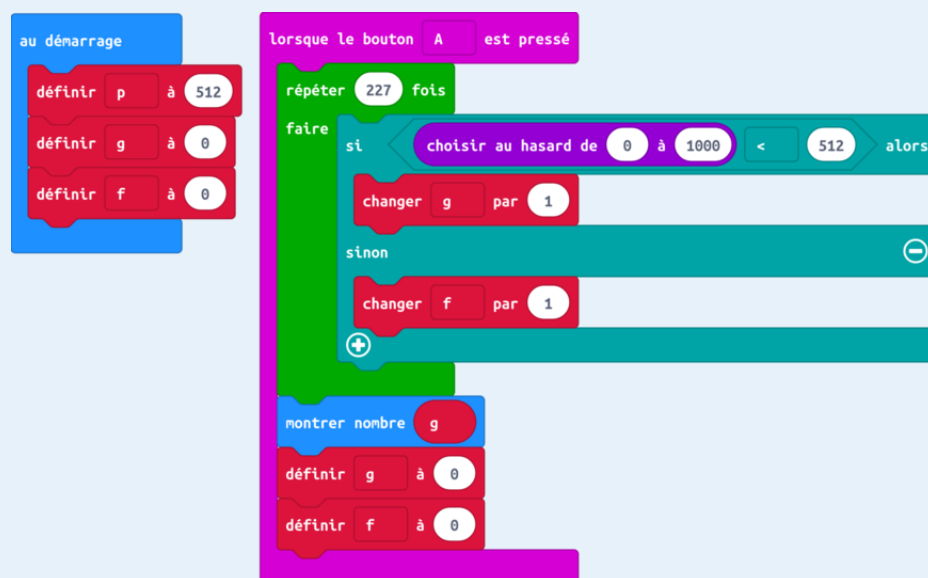 au démarrage
définir p à 512
définir g à 0
définir f à 0
lorsque le bouton A est pressé
répéter 227 fois
faire
si choisir au hasard de 0 à 1000 < 512 alors
changer g par 1
sinon
changer f par 1
montrer nombre g
définir g à 0
définir f à 0